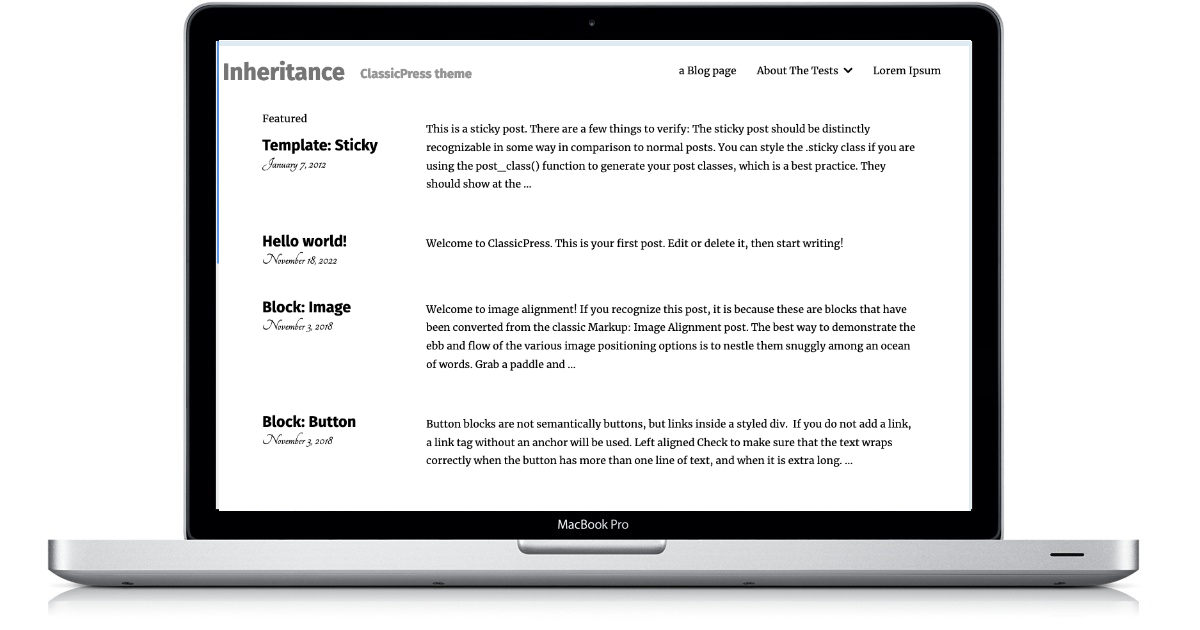 Inheritance ClassicPress theme a Blog page About The Tests Lorem Ipsum
Featured
Template: Sticky
January 7, 2012
This is a sticky post. There are a few things to verify: The sticky post should be distinctly
recognizable in some way in comparison to normal posts. You can style the .sticky class if you are
using the post_class() function to generate your post classes, which is a best practice. They
should show at the ...
Hello world!
November 18, 2022
Welcome to ClassicPress. This is your first post. Edit or delete it, then start writing!
Block: Image
November 3, 2018
Welcome to image alignment! If you recognize this post, it is because these are blocks that have
been converted from the classic Markup: Image Alignment post. The best way to demonstrate the
ebb and flow of the various image positioning options is to nestle them snuggly among an ocean
of words. Grab a paddle and ...
Block: Button
November 3, 2018
Button blocks are not semantically buttons, but links inside a styled div.  If you do not add a link,
a link tag without an anchor will be used. Left aligned Check to make sure that the text wraps
correctly when the button has more than one line of text, and when it is extra long. ...
MacBook Pro